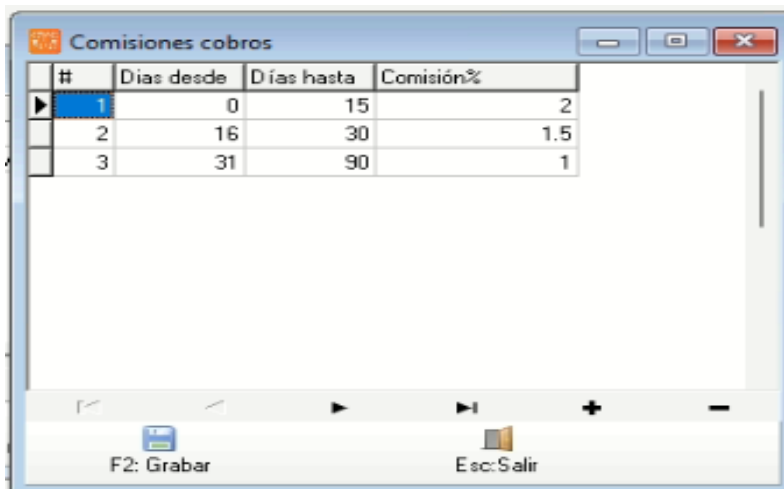 Comisiones cobros
# Dias desde Días hasta Comisión%
1 0 15 2
2 16 30 1.5
3 31 90 1
F2: Grabar Esc:Salir